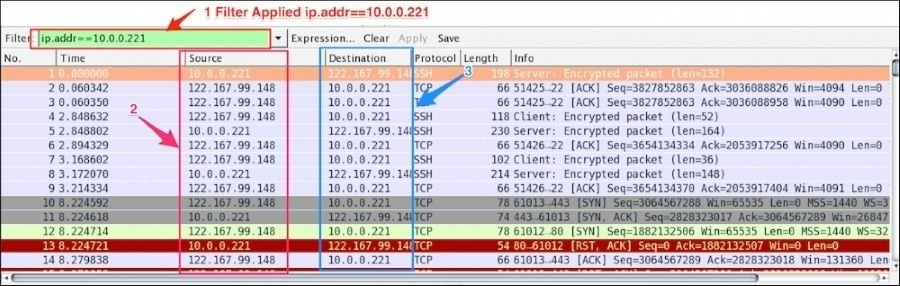 1 Filter Applied ip.addr==10.0.0.221
Filter: ip.addr==10.0.0.221 Expression... Clear Apply Save
No. Time Source Destination Protocol Length Info
1 0.000000 10.0.0.221 122.167.99.148 SSH 198 Server: Encrypted packet (len=132)
3
2 0.060342 122.167.99.148 10.0.0.221 TCP 66 51425→22 [ACK] Seq=3827852863 Ack=3036088826 Win=4094 Len=0
3 0.060350 122.167.99.148 10.0.0.221 TCP 66 51425→22 [ACK] Seq=3827852863 Ack=3036088958 Win=4090 Len=0
2
4 2.848632 122.167.99.148 10.0.0.221 SSH 118 Client: Encrypted packet (len=52)
5 2.848802 10.0.0.221 122.167.99.148 SSH 230 Server: Encrypted packet (len=164)
6 2.894329 122.167.99.148 10.0.0.221 TCP 66 51426→22 [ACK] Seq=3654134334 Ack=2053917256 Win=4090 Len=0
7 3.168602 122.167.99.148 10.0.0.221 SSH 102 Client: Encrypted packet (len=36)
8 3.172070 10.0.0.221 122.167.99.148 SSH 214 Server: Encrypted packet (len=148)
9 3.214334 122.167.99.148 10.0.0.221 TCP 66 51426→22 [ACK] Seq=3654134370 Ack=2053917404 Win=4091 Len=0
10 8.224592 122.167.99.148 10.0.0.221 TCP 78 61013→443 [SYN] Seq=3064567288 Win=65535 Len=0 MSS=1440 WS=3
11 8.224618 10.0.0.221 122.167.99.148 TCP 74 443→61013 [SYN, ACK] Seq=2828323017 Ack=3064567289 Win=26847
12 8.224714 122.167.99.148 10.0.0.221 TCP 78 61012→80 [SYN] Seq=1882132506 Win=65535 Len=0 MSS=1440 WS=32
13 8.224721 10.0.0.221 122.167.99.148 TCP 54 80→61012 [RST, ACK] Seq=0 Ack=1882132507 Win=0 Len=0
14 8.279838 122.167.99.148 10.0.0.221 TCP 66 61013→443 [ACK] Seq=3064567289 Ack=2828323018 Win=131360 L